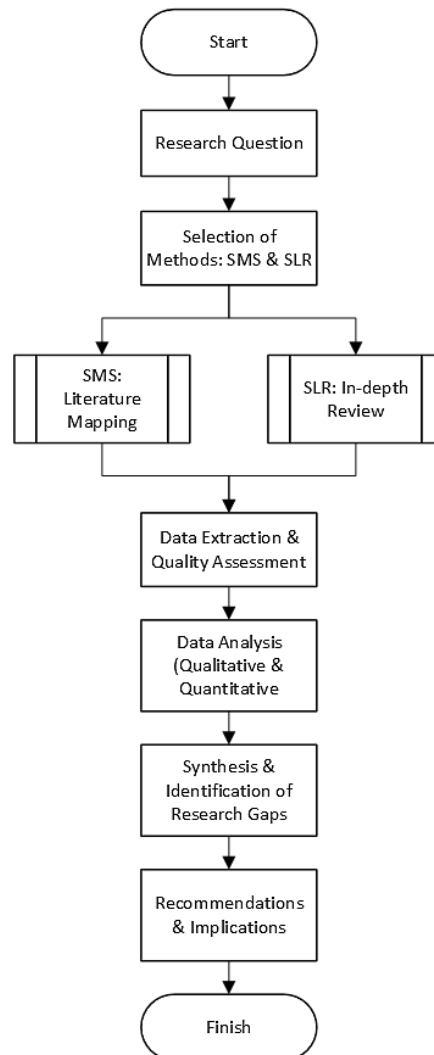 Start
Research Question
Selection of
Methods: SMS & SLR
SMS:
Literature
Mapping
SLR: In-depth
Review
Data Extraction &
Quality Assessment
Data Analysis
(Qualitative &
Quantitative
Synthesis &
Identification of
Research Gaps
Recommendations
& Implications
Finish